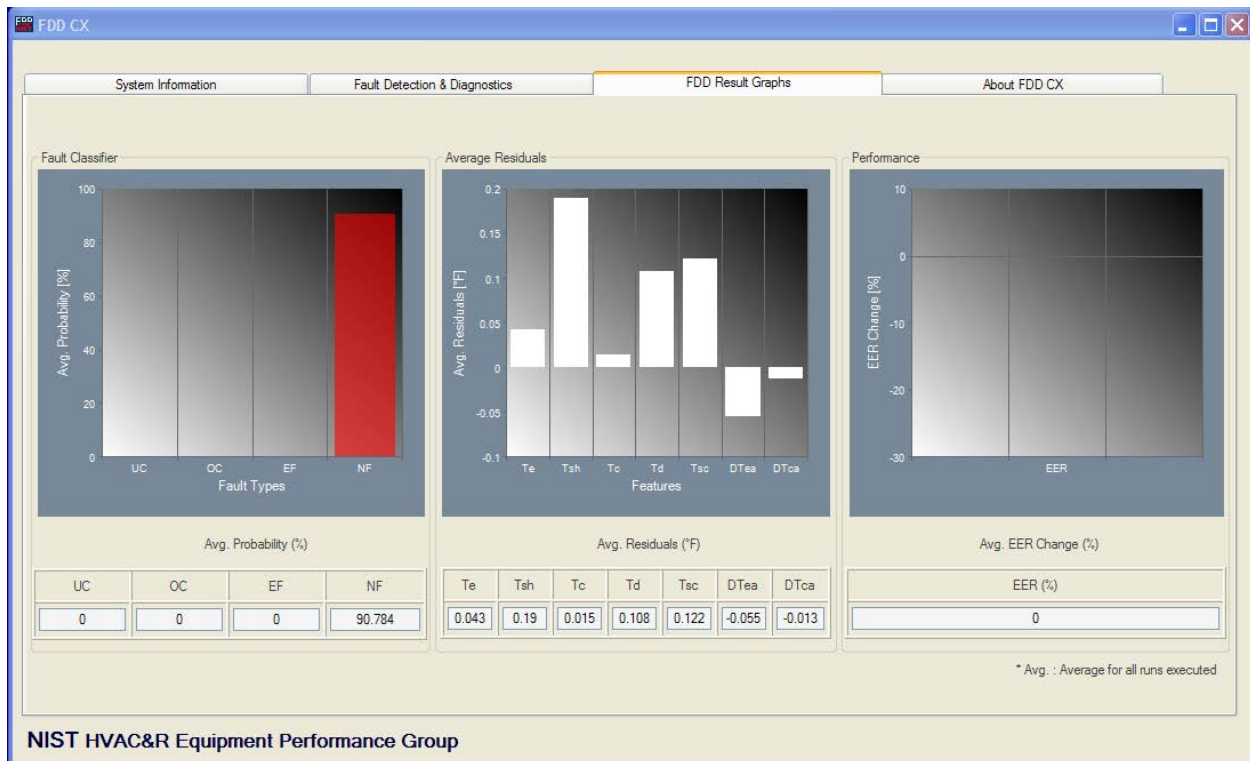 FDD CX
System Information
Fault Detection & Diagnostics
FDD Result Graphs
About FDD CX
Fault Classifier
100
80
60
40
20
0
Avg. Probability [%]
UC OC EF NF
Fault Types
Avg. Probability (%)
UC OC EF NF
0 0 0 90.784
Average Residuals
0.2
0.15
0.1
0.05
0
-0.05
-0.1
Avg. Residuals [°F]
Te Tsh Tc Td Tsc DTea DTca
Features
Avg. Residuals (°F)
Te Tsh Tc Td Tsc DTea DTca
0.043 0.19 0.015 0.108 0.122 -0.055 -0.013
Performance
10
0
-10
-20
-30
EER Change [%]
EER
Avg. EER Change (%)
EER (%)
0
* Avg. : Average for all runs executed
NIST HVAC&R Equipment Performance Group